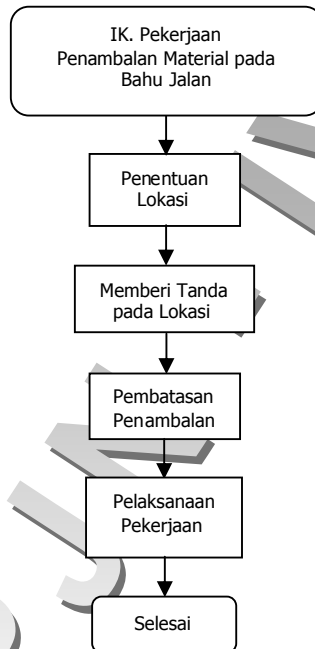 IK. Pekerjaan
Penambalan Material pada
Bahu Jalan
Penentuan
Lokasi
Memberi Tanda
pada Lokasi
Pembatasan
Penambalan
Pelaksanaan
Pekerjaan
Selesai